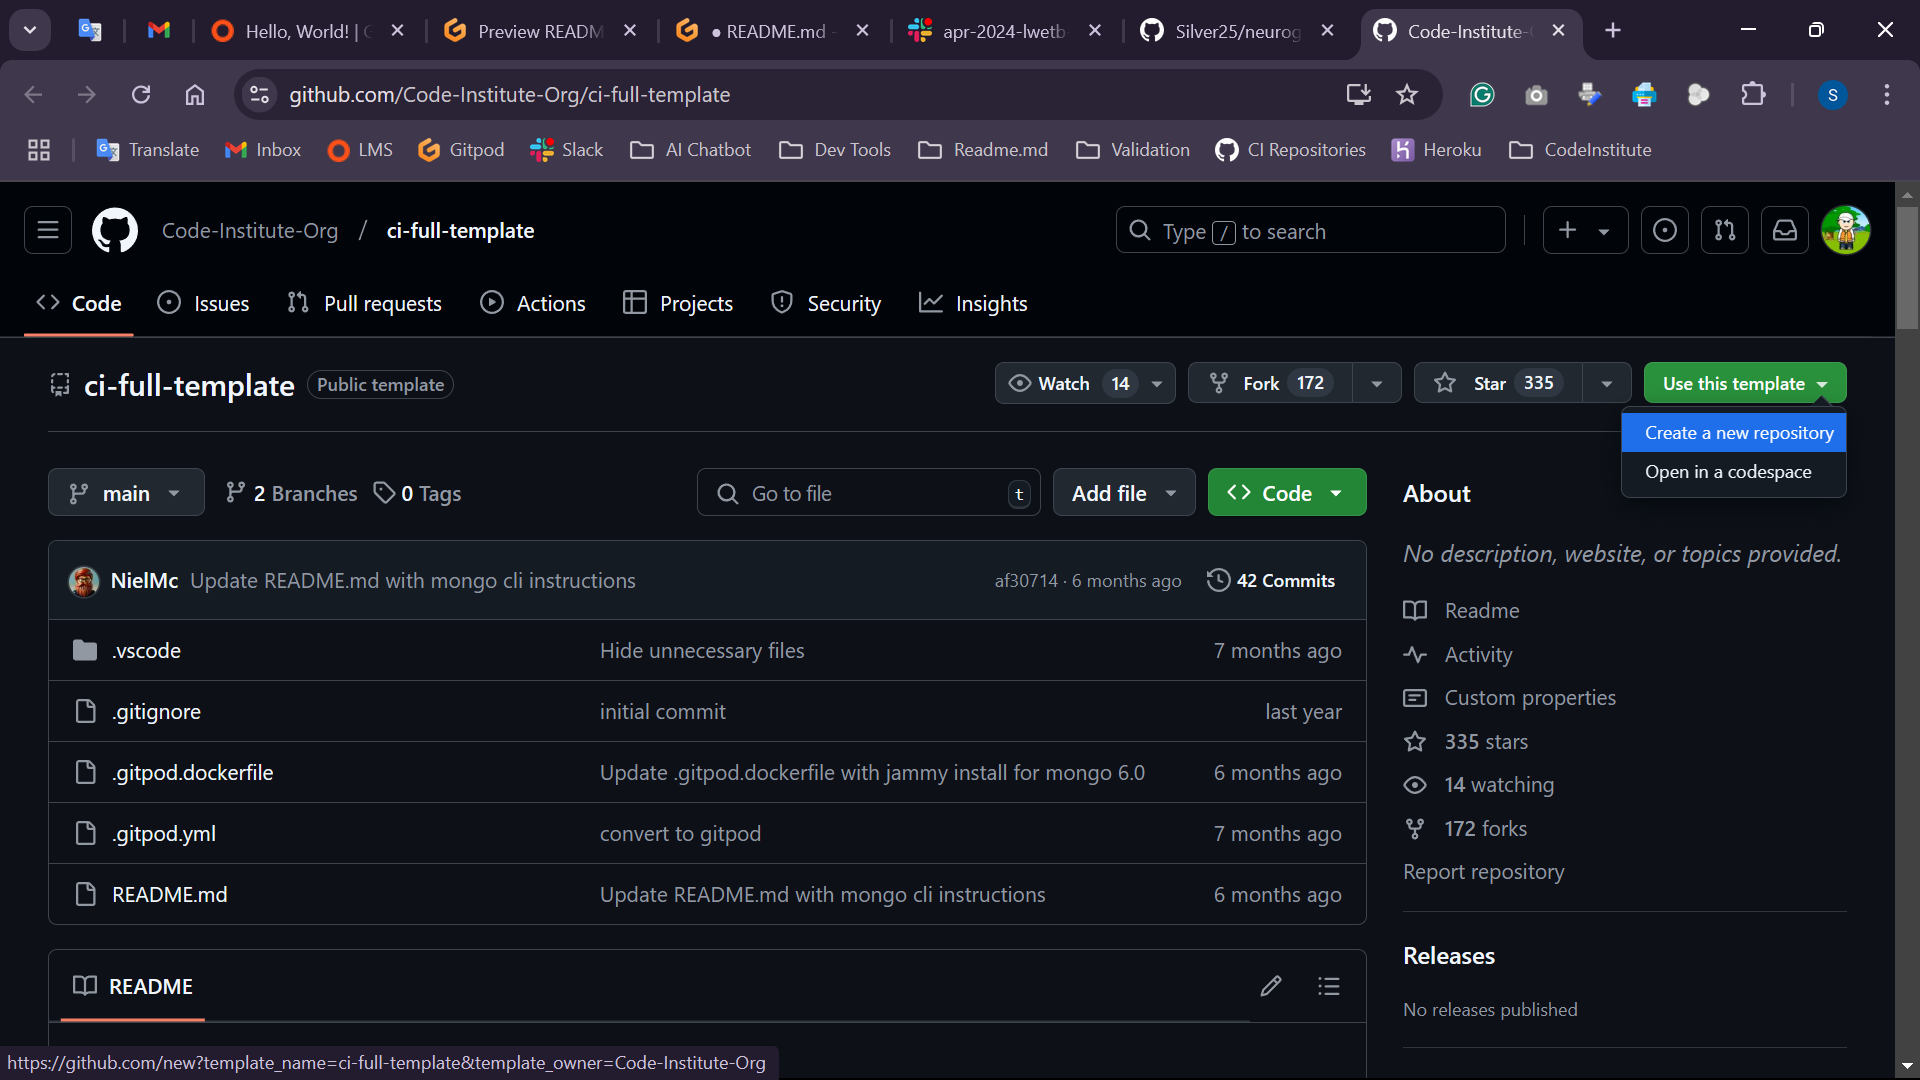 Hello, World! | C
Preview READM
● README.md -
apr-2024-lwetb
Silver25/neurog
Code-Institute-
github.com/Code-Institute-Org/ci-full-template
S
Translate
Inbox
LMS
Gitpod
Slack
AI Chatbot
Dev Tools
Readme.md
Validation
CI Repositories
Heroku
CodeInstitute
Code-Institute-Org / ci-full-template
Type / to search
Code
Issues
Pull requests
Actions
Projects
Security
Insights
ci-full-template Public template
Watch 14
Fork 172
Star 335
Use this template
Create a new repository
Open in a codespace
main
2 Branches
0 Tags
Go to file t
Add file
Code
NielMc Update README.md with mongo cli instructions af30714 · 6 months ago 42 Commits
.vscode Hide unnecessary files 7 months ago
.gitignore initial commit last year
.gitpod.dockerfile Update .gitpod.dockerfile with jammy install for mongo 6.0 6 months ago
.gitpod.yml convert to gitpod 7 months ago
README.md Update README.md with mongo cli instructions 6 months ago
README
About
No description, website, or topics provided.
Readme
Activity
Custom properties
335 stars
14 watching
172 forks
Report repository
Releases
No releases published
https://github.com/new?template_name=ci-full-template&template_owner=Code-Institute-Org